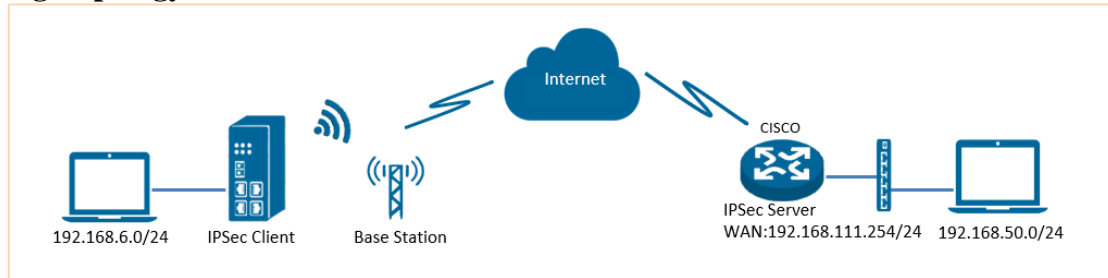 Internet
CISCO
IPSec Server
WAN:192.168.111.254/24
192.168.6.0/24
IPSec Client
Base Station
192.168.50.0/24